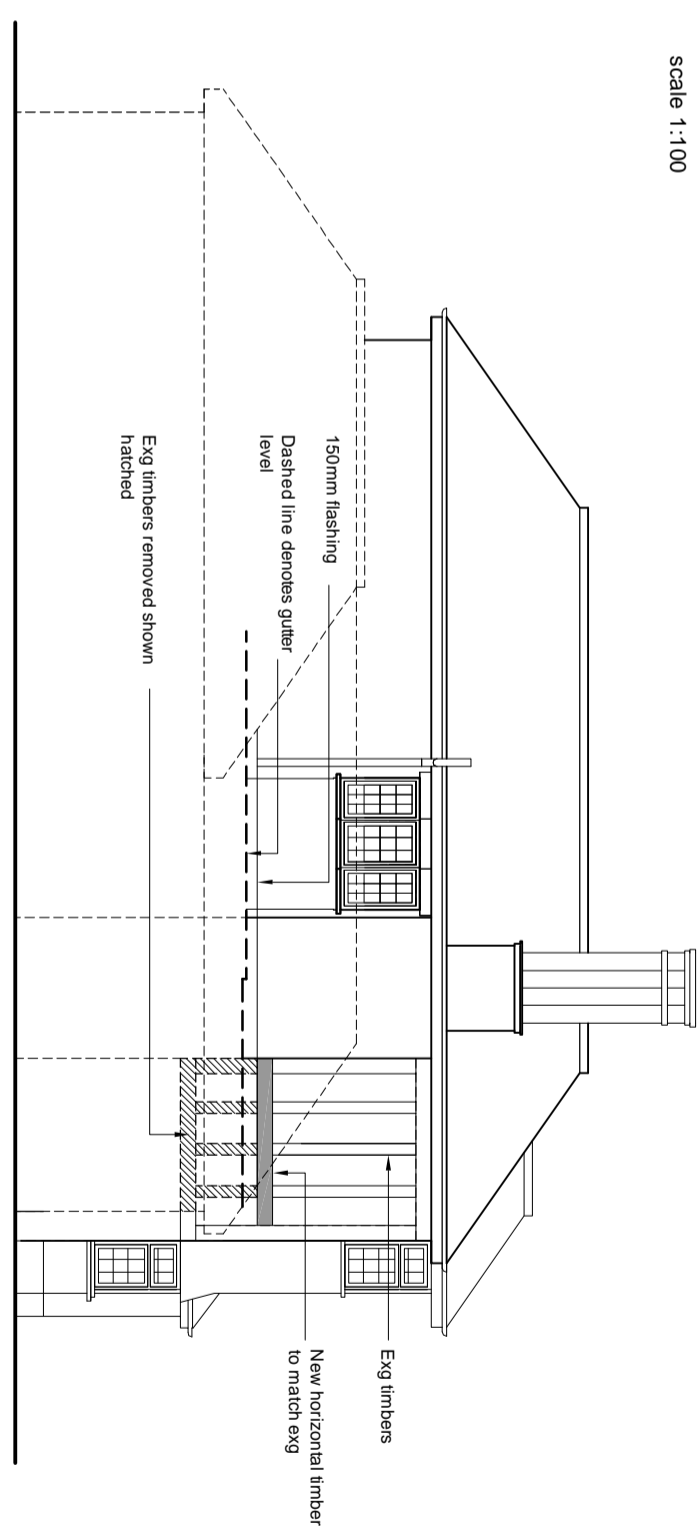 scale 1:100
150mm flashing
Dashed line denotes gutter
level
Exg timbers removed shown
hatched
Exg timbers
New horizontal timber
to match exg